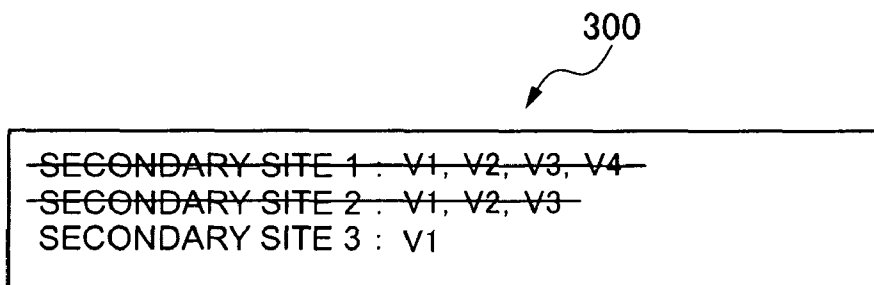 300
SECONDARY SITE 1 : V1, V2, V3, V4
SECONDARY SITE 2 : V1, V2, V3
SECONDARY SITE 3 : V1